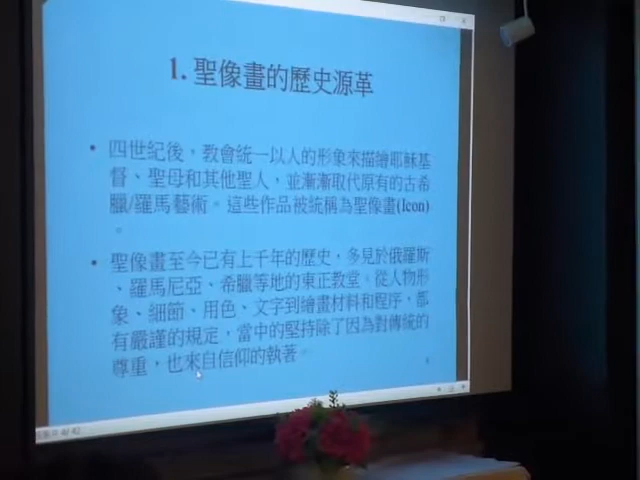 1. 聖像畫的歷史源革
• 四世紀後，教會統一以人的形象來描繪耶穌基
督、聖母和其他聖人，並漸漸取代原有的古希
臘/羅馬藝術。這些作品被統稱為聖像畫(Icon)
。
• 聖像畫至今已有上千年的歷史，多見於俄羅斯
、羅馬尼亞、希臘等地的東正教堂。從人物形
象、細節、用色、文字到繪畫材料和程序，都
有嚴謹的規定，當中的堅持除了因為對傳統的
尊重，也來自信仰的執著。